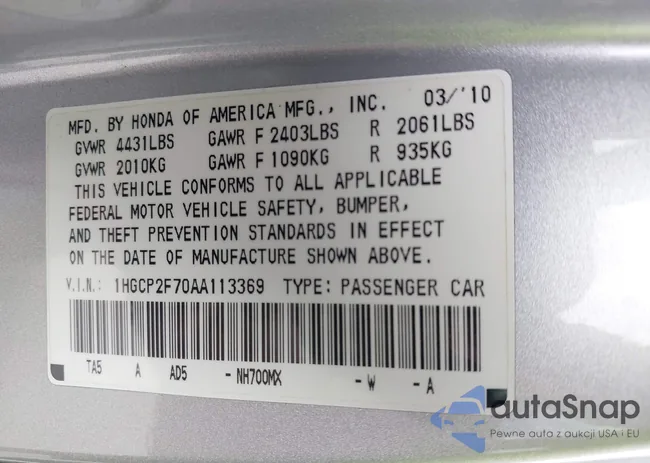 MFD. BY HONDA OF AMERICA MFG., INC. 03/'10
GVWR 4431LBS GAWR F 2403LBS R 2061LBS
GVWR 2010KG GAWR F 1090KG R 935KG
THIS VEHICLE CONFORMS TO ALL APPLICABLE
FEDERAL MOTOR VEHICLE SAFETY, BUMPER,
AND THEFT PREVENTION STANDARDS IN EFFECT
ON THE DATE OF MANUFACTURE SHOWN ABOVE.
V.I.N.: 1HGCP2F70AA113369 TYPE: PASSENGER CAR
TA5 A AD5 - NH700MX - W - A
autaSnap
Pewne auta z aukcji USA i EU